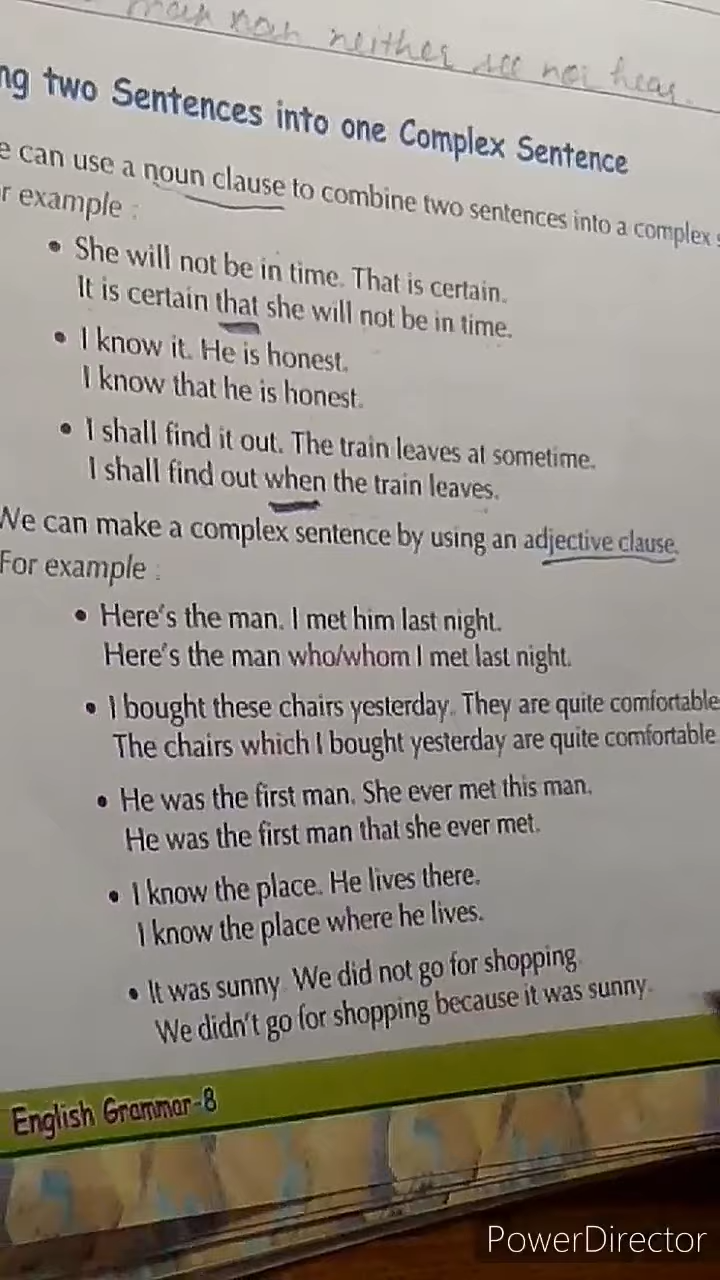 neither see nor hear.
ng two Sentences into one Complex Sentence
e can use a noun clause to combine two sentences into a complex s
r example :
• She will not be in time. That is certain.
It is certain that she will not be in time.
• I know it. He is honest.
I know that he is honest.
• I shall find it out. The train leaves at sometime.
I shall find out when the train leaves.
We can make a complex sentence by using an adjective clause.
For example :
• Here's the man. I met him last night.
Here's the man who/whom I met last night.
• I bought these chairs yesterday. They are quite comfortable
The chairs which I bought yesterday are quite comfortable
• He was the first man. She ever met this man.
He was the first man that she ever met.
• I know the place. He lives there.
I know the place where he lives.
• It was sunny. We did not go for shopping.
We didn't go for shopping because it was sunny.
English Grammar-8
PowerDirector